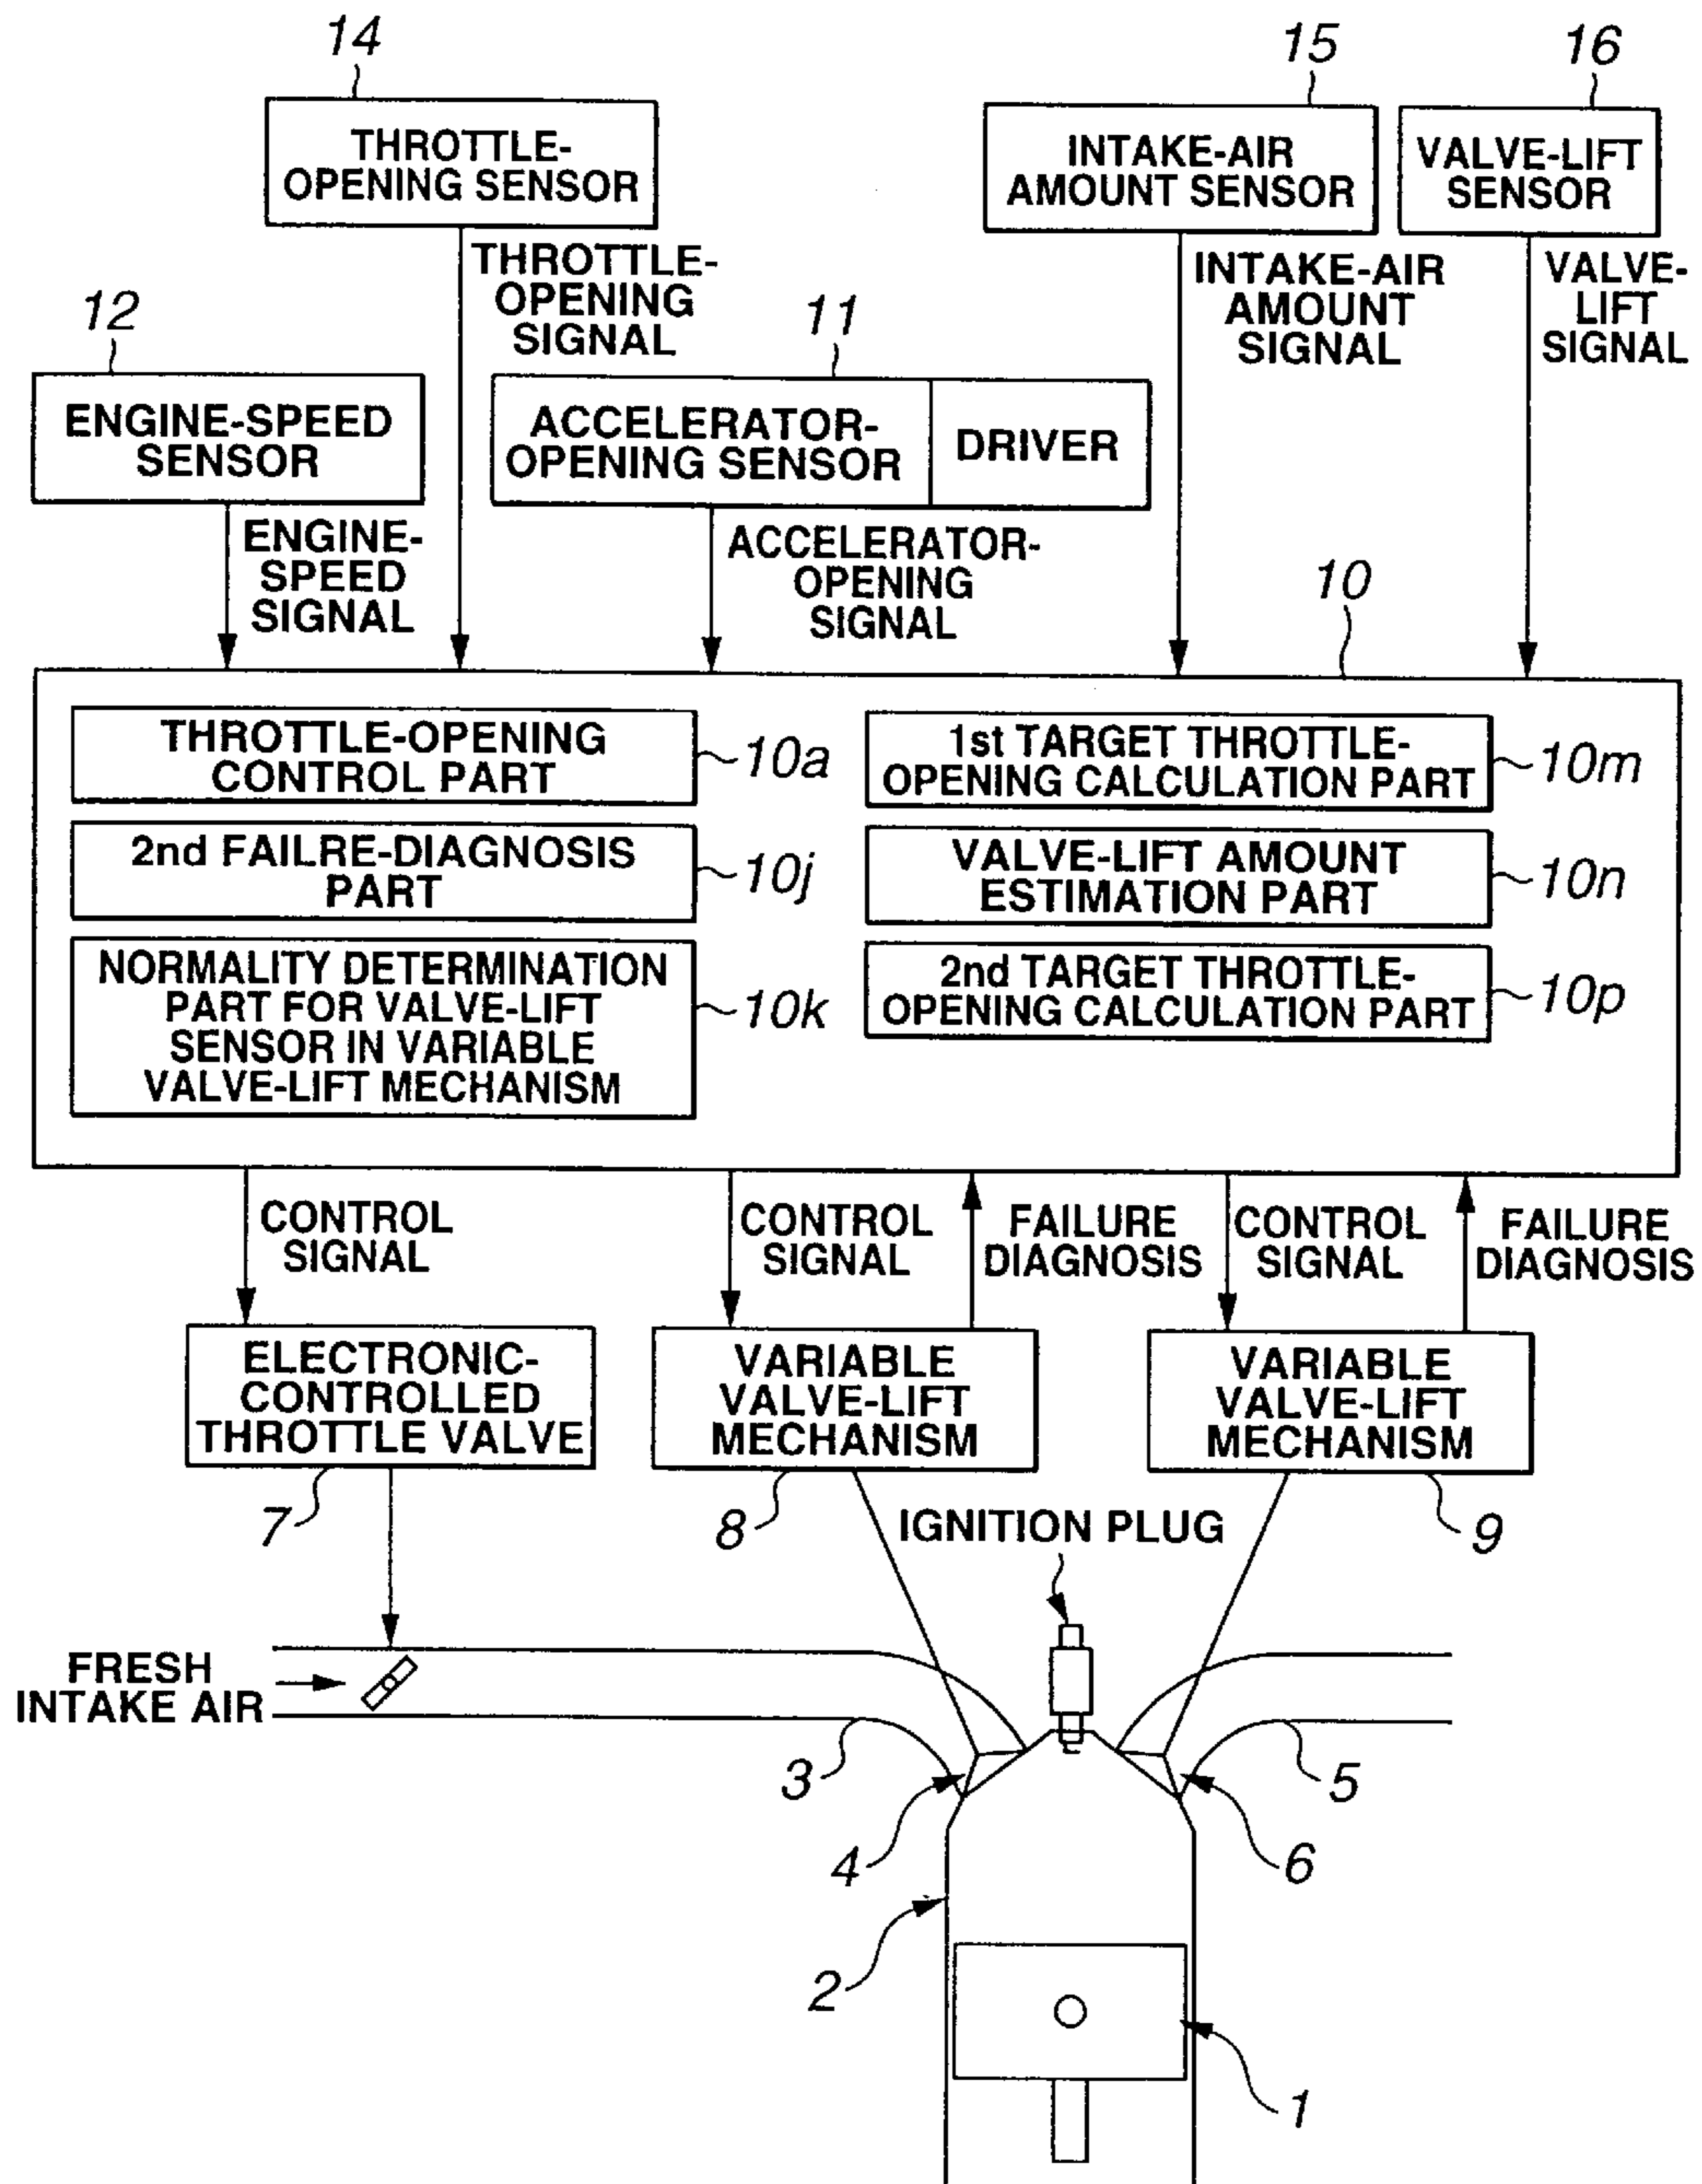 14
15
16
THROTTLE-
OPENING SENSOR
INTAKE-AIR
AMOUNT SENSOR
VALVE-LIFT
SENSOR
THROTTLE-
OPENING
SIGNAL
INTAKE-AIR
AMOUNT
SIGNAL
VALVE-
LIFT
SIGNAL
12
11
ENGINE-SPEED
SENSOR
ACCELERATOR-
OPENING SENSOR
DRIVER
ENGINE-
SPEED
SIGNAL
ACCELERATOR-
OPENING
SIGNAL
10
THROTTLE-OPENING
CONTROL PART
10a
1st TARGET THROTTLE-
OPENING CALCULATION PART
10m
2nd FAILRE-DIAGNOSIS
PART
10j
VALVE-LIFT AMOUNT
ESTIMATION PART
10n
NORMALITY DETERMINATION
PART FOR VALVE-LIFT
SENSOR IN VARIABLE
VALVE-LIFT MECHANISM
10k
2nd TARGET THROTTLE-
OPENING CALCULATION PART
10p
CONTROL
SIGNAL
CONTROL
SIGNAL
FAILURE
DIAGNOSIS
CONTROL
SIGNAL
FAILURE
DIAGNOSIS
ELECTRONIC-
CONTROLLED
THROTTLE VALVE
VARIABLE
VALVE-LIFT
MECHANISM
VARIABLE
VALVE-LIFT
MECHANISM
7
8
IGNITION PLUG
9
FRESH
INTAKE AIR
3
5
4
6
2
1